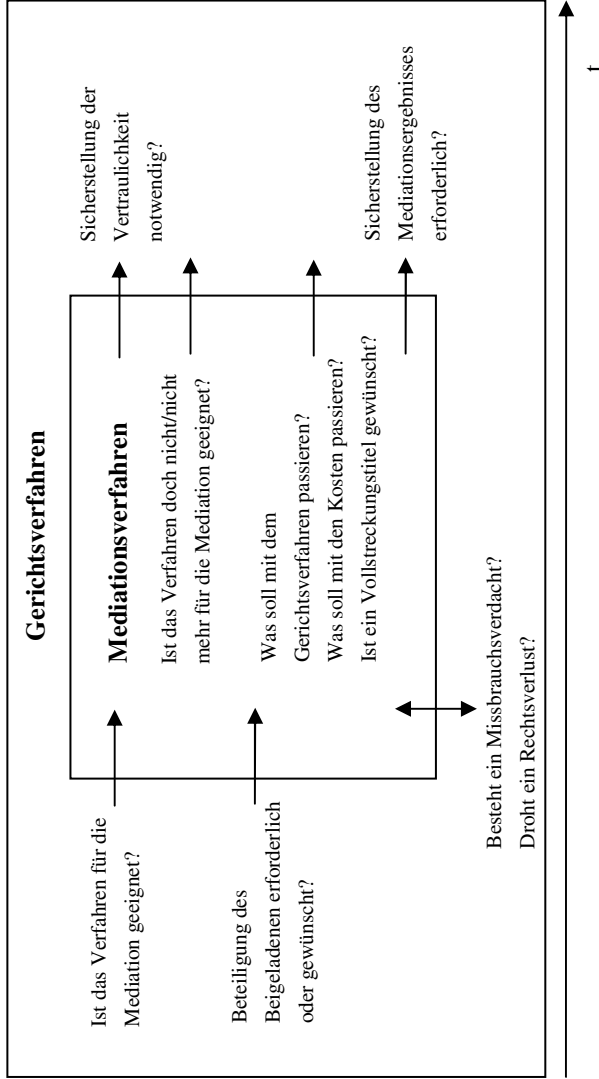 Gerichtsverfahren
Ist das Verfahren für die
Mediation geeignet?
Beteiligung des
Beigeladenen erforderlich
oder gewünscht?
Mediationsverfahren
Ist das Verfahren doch nicht/nicht
mehr für die Mediation geeignet?
Was soll mit dem
Gerichtsverfahren passieren?
Was soll mit den Kosten passieren?
Ist ein Vollstreckungstitel gewünscht?
Sicherstellung der
Vertraulichkeit
notwendig?
Sicherstellung des
Mediationsergebnisses
erforderlich?
Besteht ein Missbrauchsverdacht?
Droht ein Rechtsverlust?
t